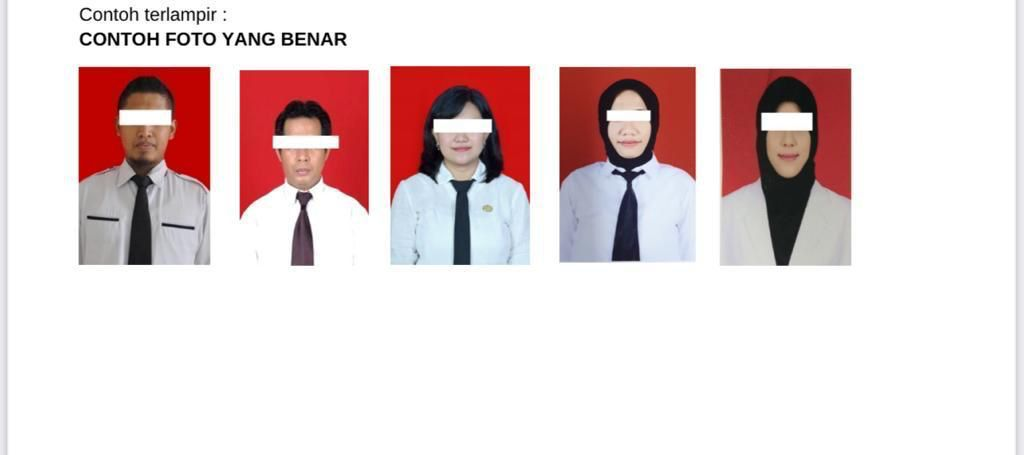 Contoh terlampir :
CONTOH FOTO YANG BENAR